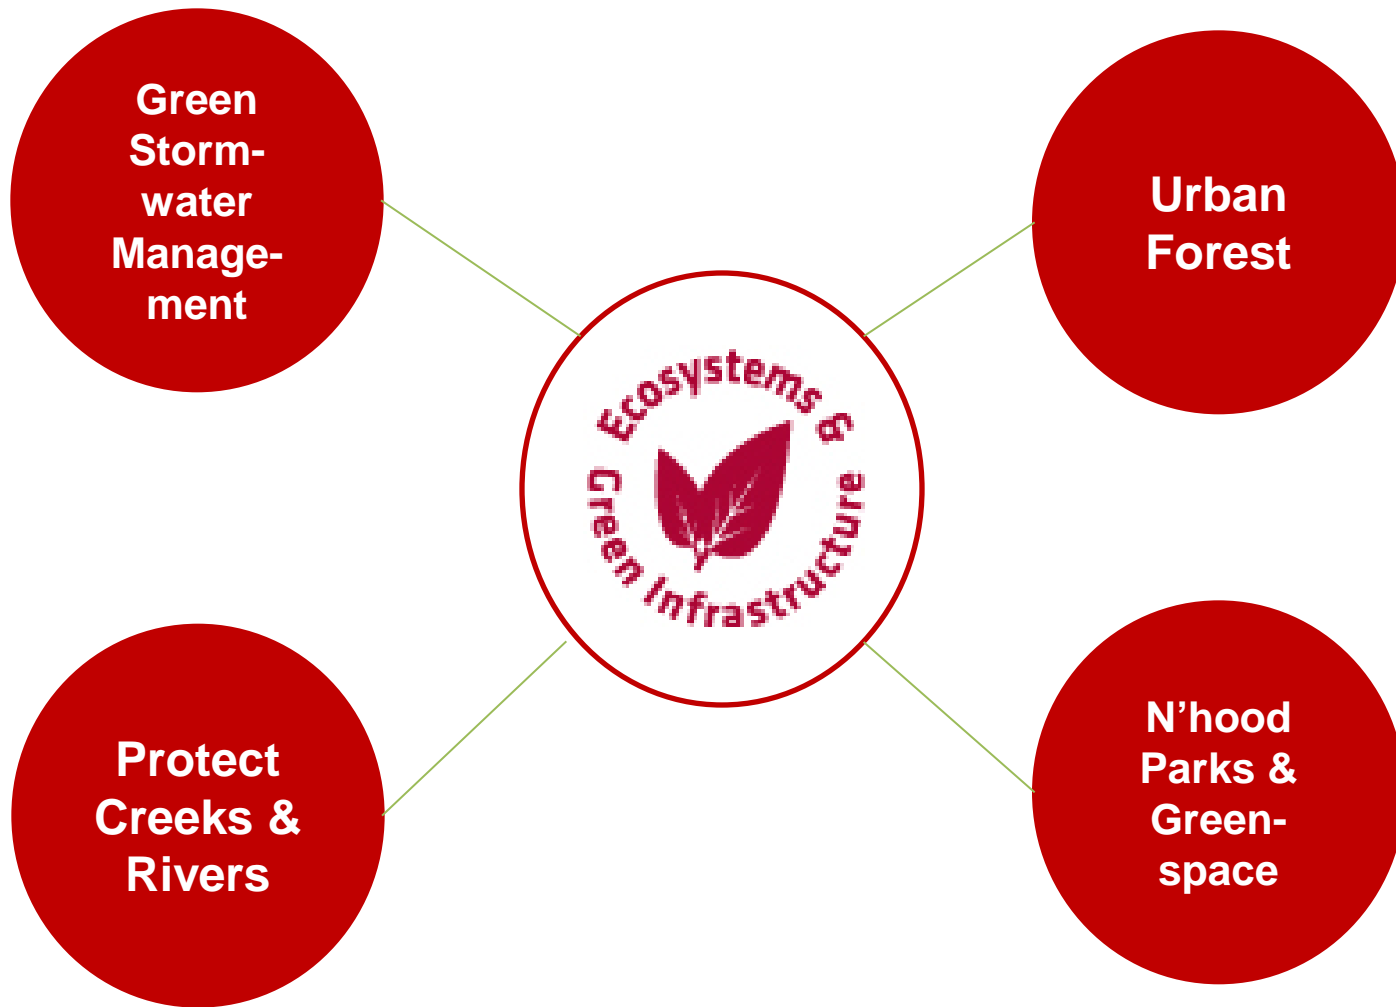 Green
Storm-
water
Manage-
ment
Urban
Forest
Ecosystems &
Green Infrastructure
Protect
Creeks &
Rivers
N’hood
Parks &
Green-
space